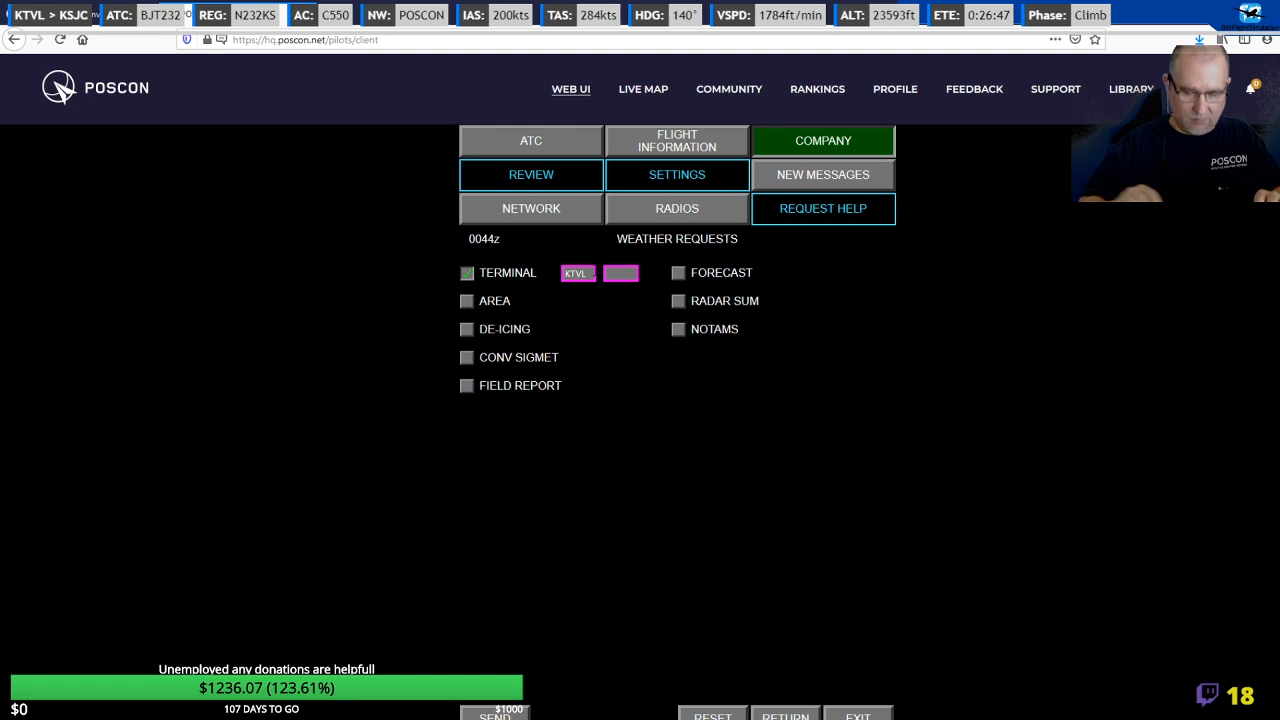 KTVL > KSJC ATC: BJT232 REG: N232KS AC: C550 NW: POSCON IAS: 200kts TAS: 284kts HDG: 140° VSPD: 1784ft/min ALT: 23593ft ETE: 0:26:47 Phase: Climb
https://hq.poscon.net/pilots/client
POSCON WEB UI LIVE MAP COMMUNITY RANKINGS PROFILE FEEDBACK SUPPORT LIBRARY
ATC FLIGHT INFORMATION COMPANY
REVIEW SETTINGS NEW MESSAGES
NETWORK RADIOS REQUEST HELP
0044z WEATHER REQUESTS
TERMINAL KTVL FORECAST
AREA RADAR SUM
DE-ICING NOTAMS
CONV SIGMET
FIELD REPORT
POSCON
Unemployed any donations are helpfull
$1236.07 (123.61%)
$0 107 DAYS TO GO $1000
SEND RESET RETURN EXIT
18